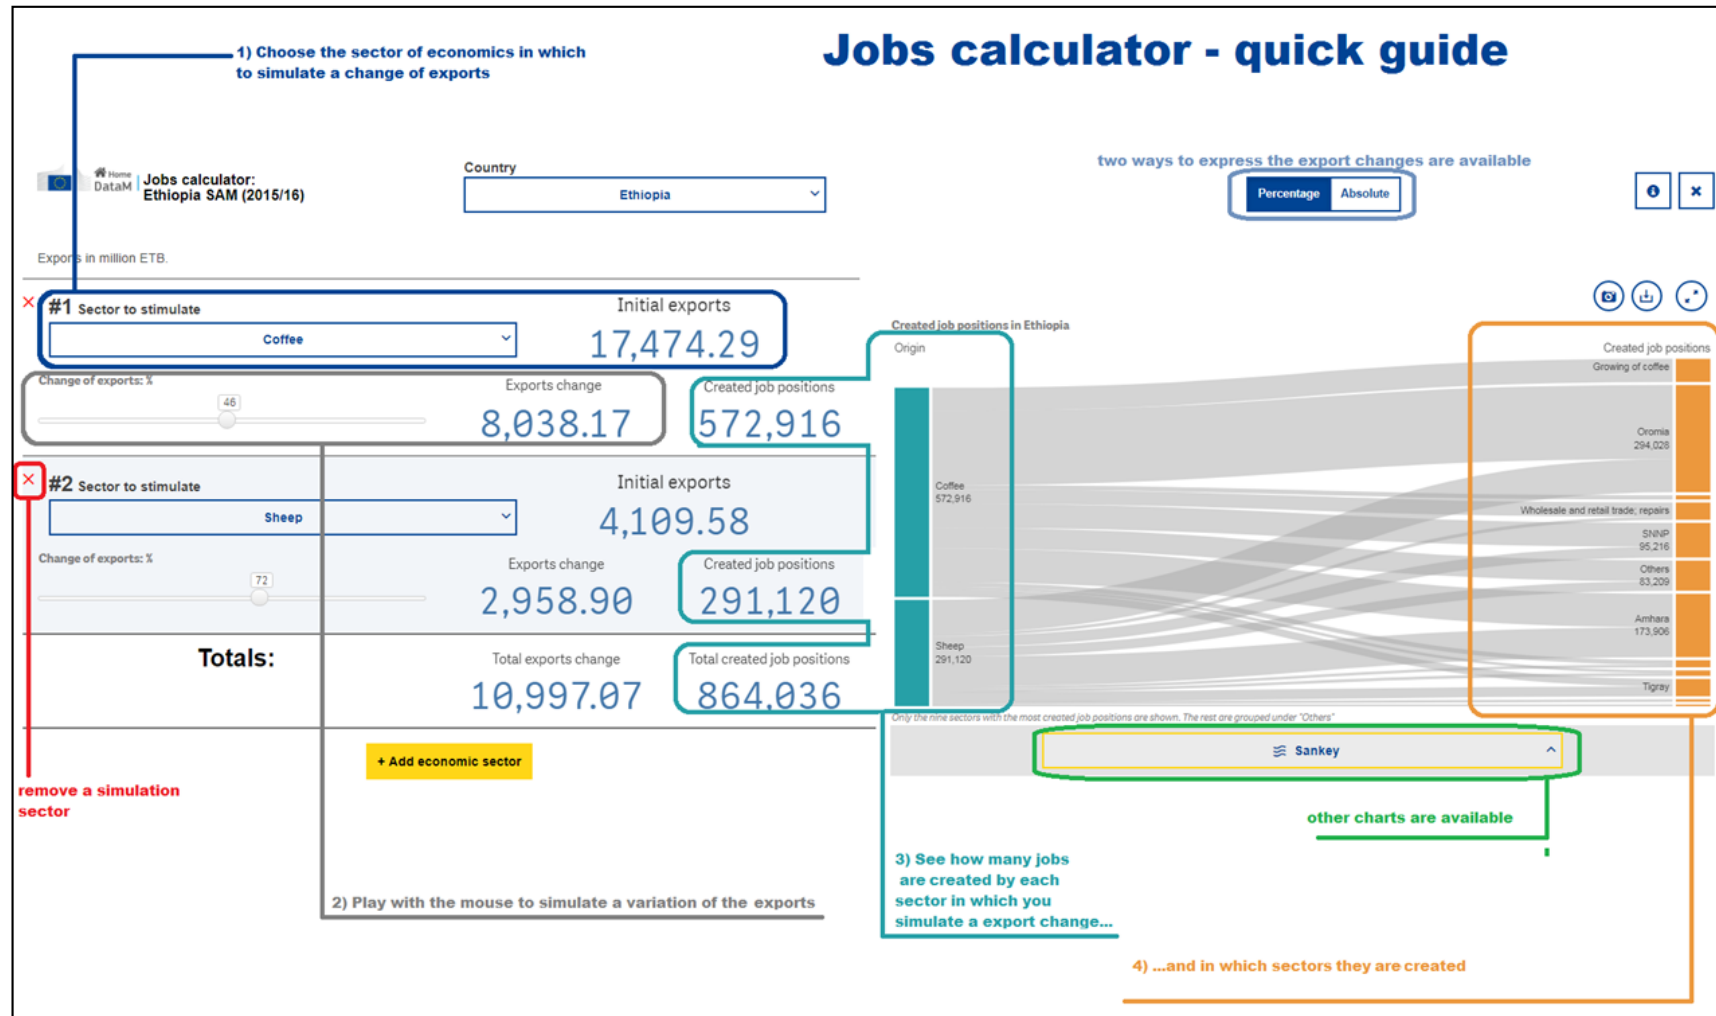 Jobs calculator - quick guide
1) Choose the sector of economics in which
to simulate a change of exports
two ways to express the export changes are available
Home
DataM
Jobs calculator:
Ethiopia SAM (2015/16)
Country
Ethiopia
Percentage
Absolute
Exports in million ETB.
#1 Sector to stimulate
Coffee
Initial exports
17,474.29
Change of exports: %
46
Exports change
8,038.17
Created job positions
572,916
#2 Sector to stimulate
Sheep
Initial exports
4,109.58
Change of exports: %
72
Exports change
2,958.90
Created job positions
291,120
Totals:
Total exports change
10,997.07
Total created job positions
864,036
+ Add economic sector
remove a simulation
sector
2) Play with the mouse to simulate a variation of the exports
Created job positions in Ethiopia
Origin
Created job positions
Coffee
572,916
Sheep
291,120
Growing of coffee
Oromia
294,028
Wholesale and retail trade; repairs
SNNP
95,216
Others
83,209
Amhara
173,906
Tigray
Only the nine sectors with the most created job positions are shown, The rest are grouped under "Others"
Sankey
other charts are available
3) See how many jobs
are created by each
sector in which you
simulate a export change...
4) ...and in which sectors they are created